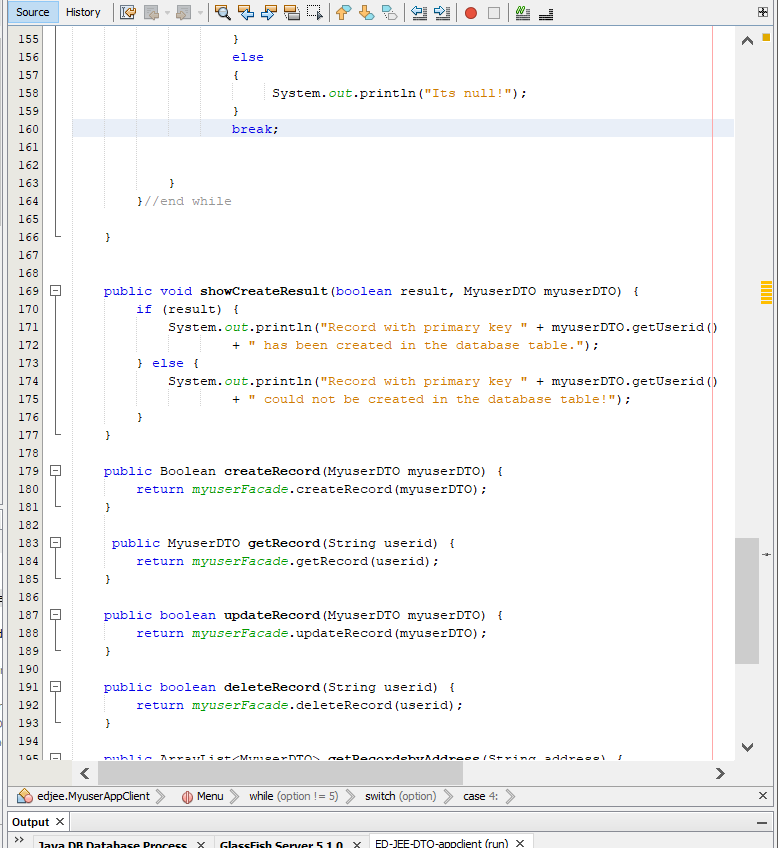 Source History
155 }
156 else
157 {
158 System.out.println("Its null!");
159 }
160 break;
161
162
163 }
164 }//end while
165
166 }
167
168
169 public void showCreateResult(boolean result, MyuserDTO myuserDTO) {
170 if (result) {
171 System.out.println("Record with primary key " + myuserDTO.getUserid()
172 + " has been created in the database table.");
173 } else {
174 System.out.println("Record with primary key " + myuserDTO.getUserid()
175 + " could not be created in the database table!");
176 }
177 }
178
179 public Boolean createRecord(MyuserDTO myuserDTO) {
180 return myuserFacade.createRecord(myuserDTO);
181 }
182
183 public MyuserDTO getRecord(String userid) {
184 return myuserFacade.getRecord(userid);
185 }
186
187 public boolean updateRecord(MyuserDTO myuserDTO) {
188 return myuserFacade.updateRecord(myuserDTO);
189 }
190
191 public boolean deleteRecord(String userid) {
192 return myuserFacade.deleteRecord(userid);
193 }
194
195 public ArrayList<MyuserDTO> getRecordsbyAddress(String address) {
edjee.MyuserAppClient Menu while (option != 5) switch (option) case 4:
Output
Java DB Database Process GlassFish Server 5.1.0 ED-JEE-DTO-appclient (run)